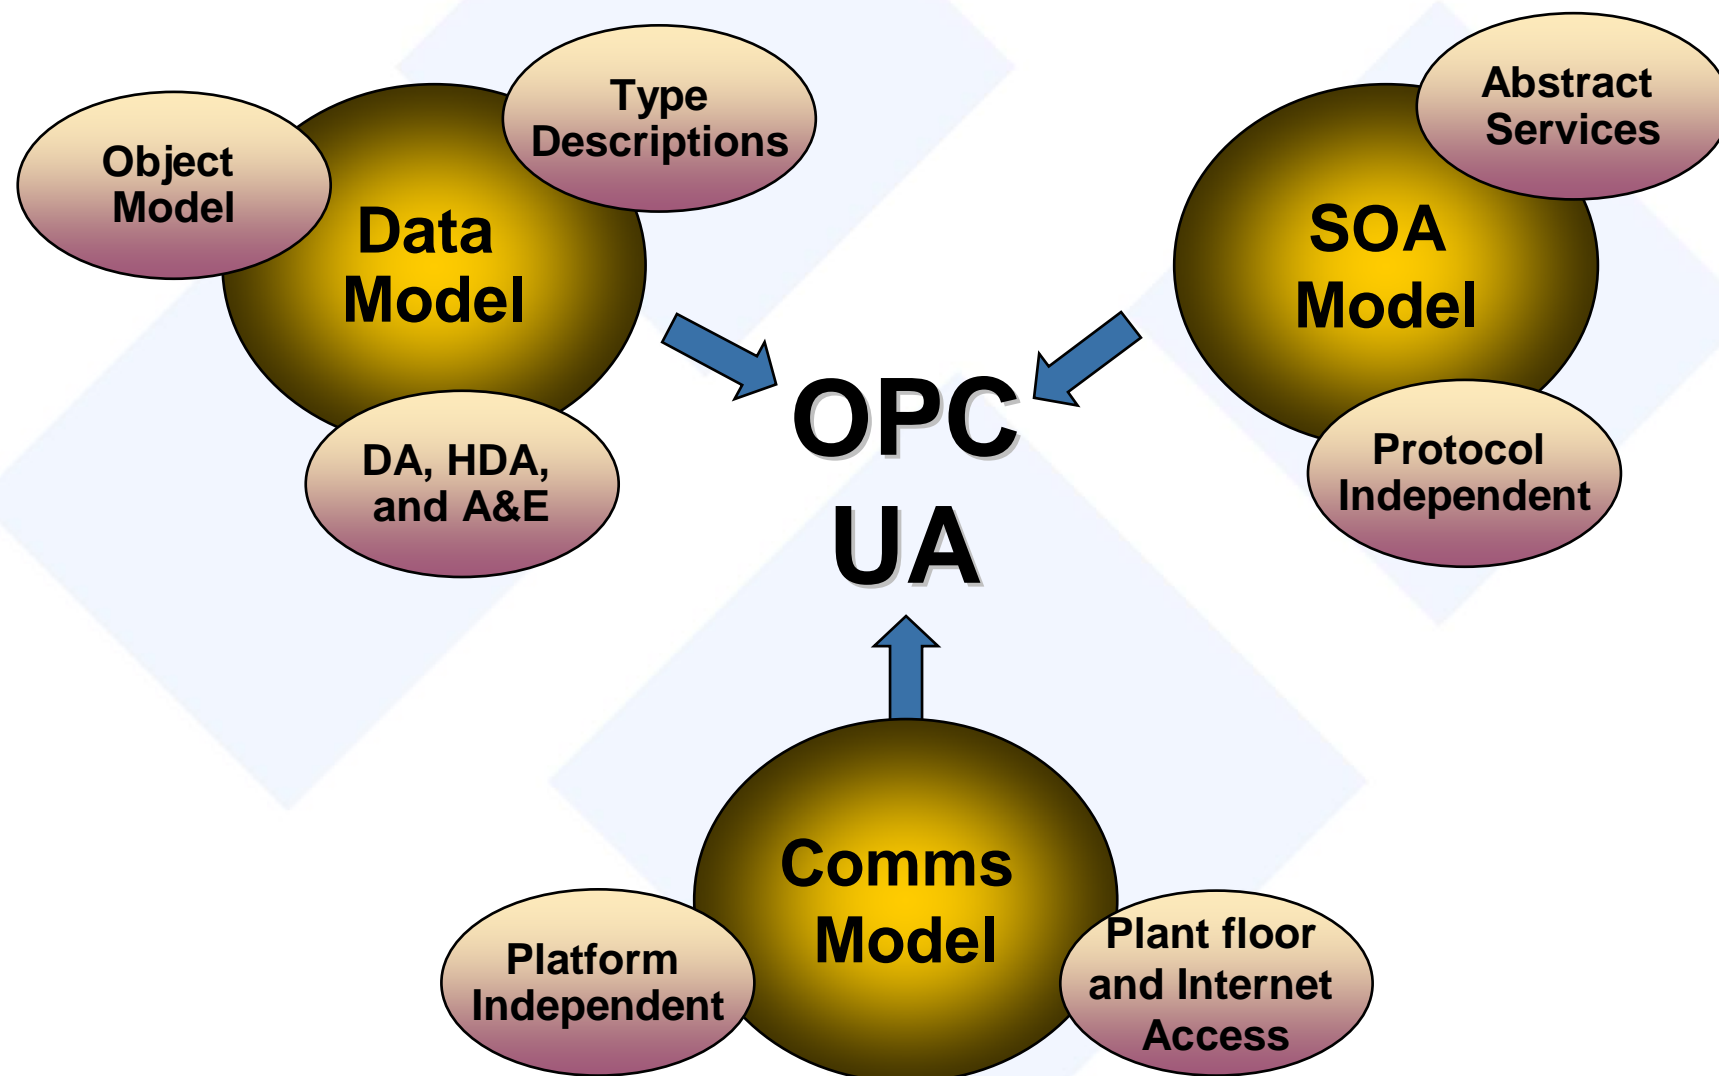 Object
Model
Type
Descriptions
Data
Model
DA, HDA,
and A&E
Abstract
Services
SOA
Model
Protocol
Independent
OPC
UA
Comms
Model
Platform
Independent
Plant floor
and Internet
Access